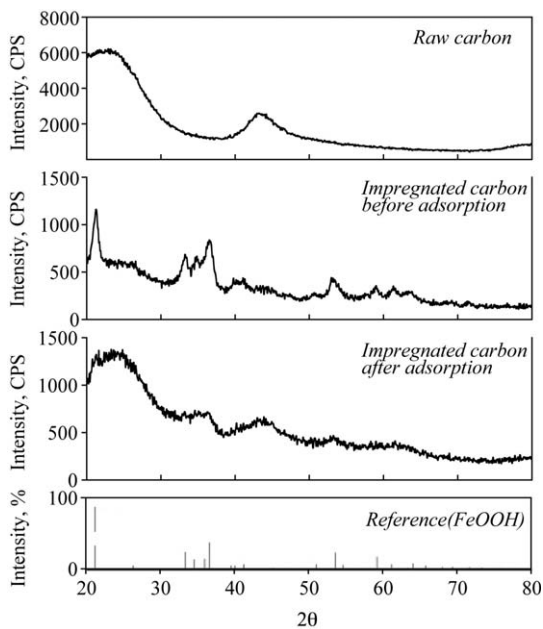 8000
6000
4000
2000
Intensity, CPS
Raw carbon
1500
1000
500
0
Intensity, CPS
Impregnated carbon
before adsorption
1500
1000
500
0
Intensity, CPS
Impregnated carbon
after adsorption
100
0
Intensity, %
Reference(FeOOH)
20 30 40 50 60 70 80
2θ